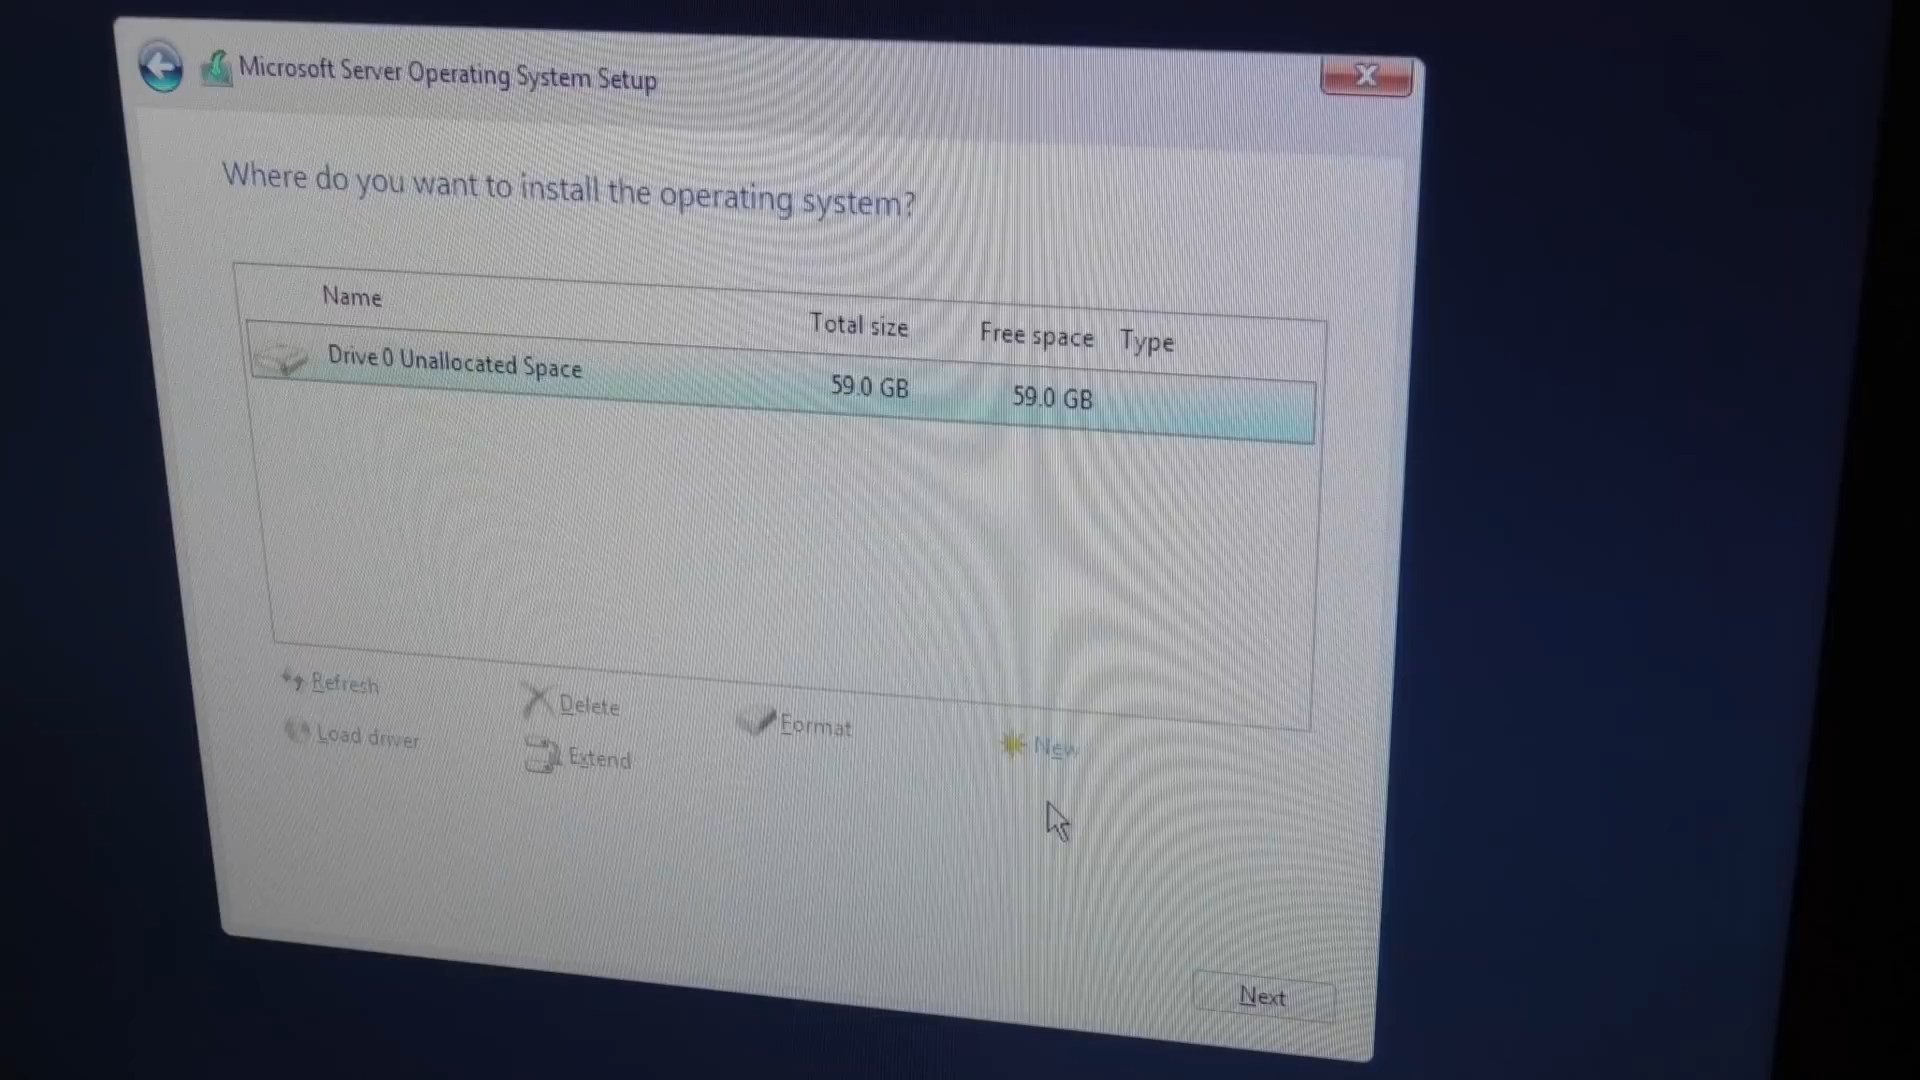 Microsoft Server Operating System Setup
Where do you want to install the operating system?
Name Total size Free space Type
Drive 0 Unallocated Space 59.0 GB 59.0 GB
Refresh Delete Format New
Load driver Extend
Next